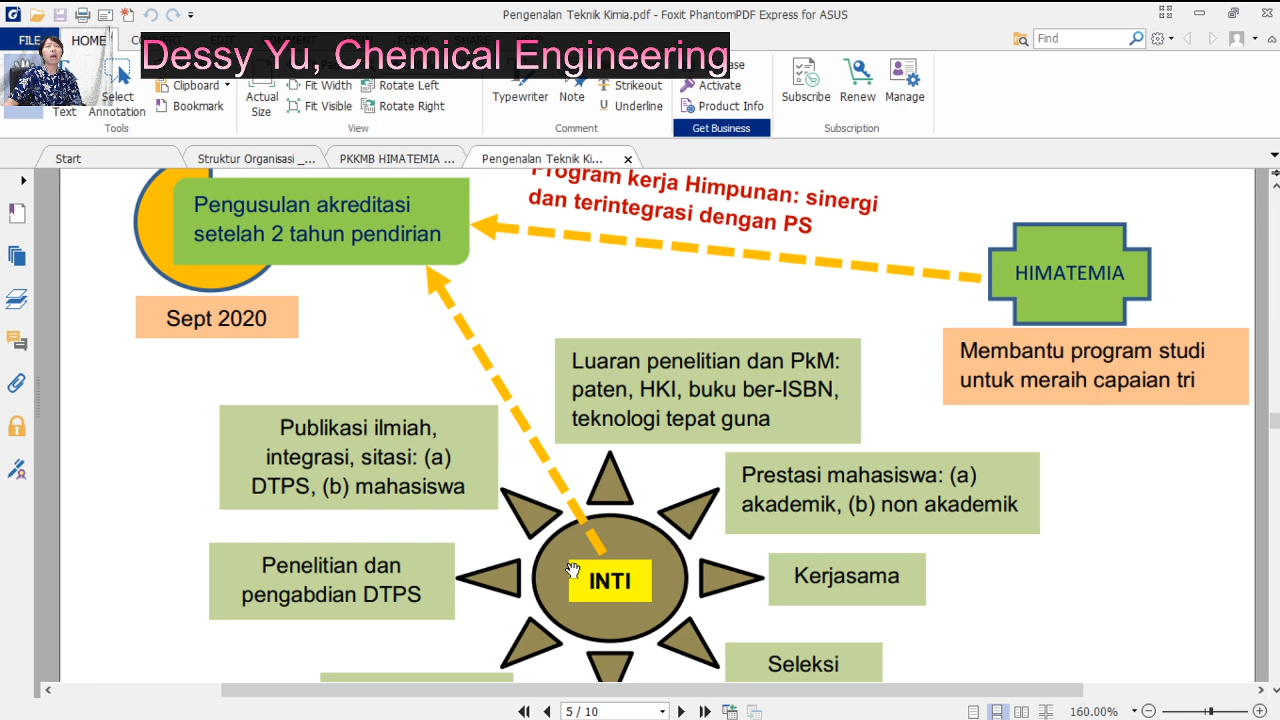 Pengenalan Teknik Kimia.pdf - Foxit PhantomPDF Express for ASUS
FILE HOME
Find
Dessy Yu, Chemical Engineering
Text
Select
Annotation
Clipboard
Bookmark
Tools
Actual
Size
Fit Width
Fit Visible
Rotate Left
Rotate Right
View
Typewriter
Note
Strikeout
Underline
Comment
Activate
Product Info
Get Business
Subscribe
Renew
Manage
Subscription
Start
Struktur Organisasi _...
PKKMB HIMATEMIA ...
Pengenalan Teknik Ki...
Program kerja Himpunan: sinergi
dan terintegrasi dengan PS
Pengusulan akreditasi
setelah 2 tahun pendirian
HIMATEMIA
Sept 2020
Membantu program studi
untuk meraih capaian tri
Luaran penelitian dan PkM:
paten, HKI, buku ber-ISBN,
teknologi tepat guna
Publikasi ilmiah,
integrasi, sitasi: (a)
DTPS, (b) mahasiswa
Prestasi mahasiswa: (a)
akademik, (b) non akademik
Penelitian dan
pengabdian DTPS
INTI
Kerjasama
Seleksi
5 / 10
160.00%